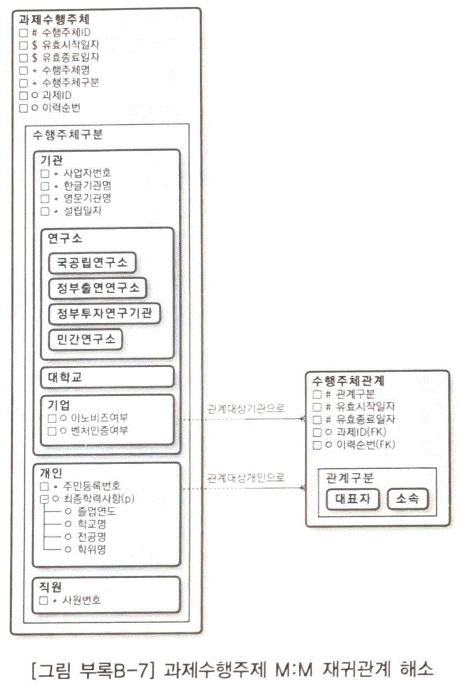 과제수행주체
# 수행주체ID
$ 유효시작일자
$ 유효종료일자
* 수행주체명
* 수행주체구분
o 과제ID
o 이력순번
수행주체구분
기관
* 사업자번호
* 한글기관명
* 영문기관명
* 설립일자
연구소
국공립연구소
정부출연연구소
정부투자연구기관
민간연구소
대학교
기업
o 이노비즈여부
o 벤처인증여부
개인
* 주민등록번호
o 최종학력사항(p)
o 졸업연도
o 학교명
o 전공명
o 학위명
직원
* 사원번호
관계대상기관으로
관계대상개인으로
수행주체관계
# 관계구분
# 유효시작일자
# 유효종료일자
o 과제ID(FK)
o 이력순번(FK)
관계구분
대표자
소속
[그림 부록B-7] 과제수행주제 M:M 재귀관계 해소